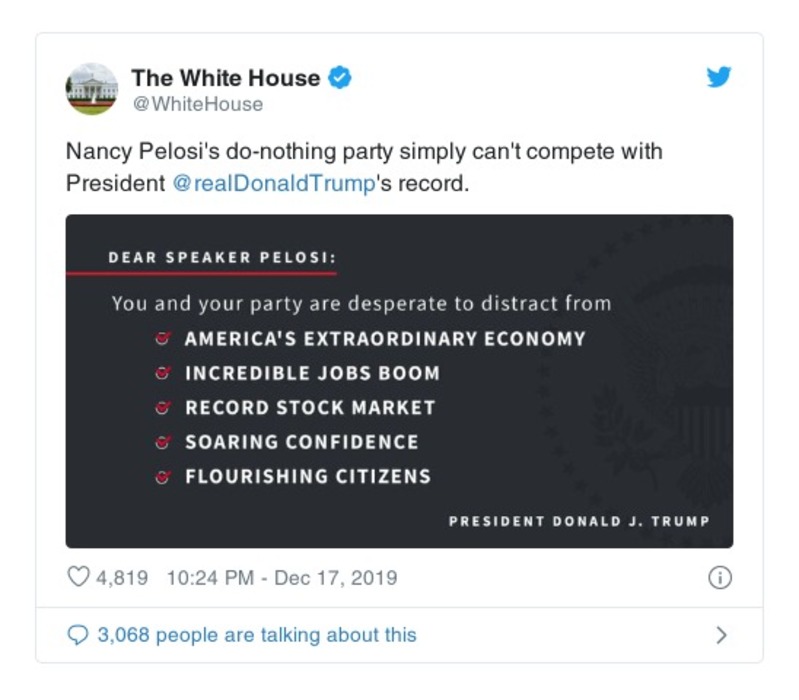 The White House
@WhiteHouse
Nancy Pelosi's do-nothing party simply can't compete with
President @realDonaldTrump's record.
DEAR SPEAKER PELOSI:
You and your party are desperate to distract from
AMERICA'S EXTRAORDINARY ECONOMY
INCREDIBLE JOBS BOOM
RECORD STOCK MARKET
SOARING CONFIDENCE
FLOURISHING CITIZENS
PRESIDENT DONALD J. TRUMP
4,819 10:24 PM - Dec 17, 2019
3,068 people are talking about this